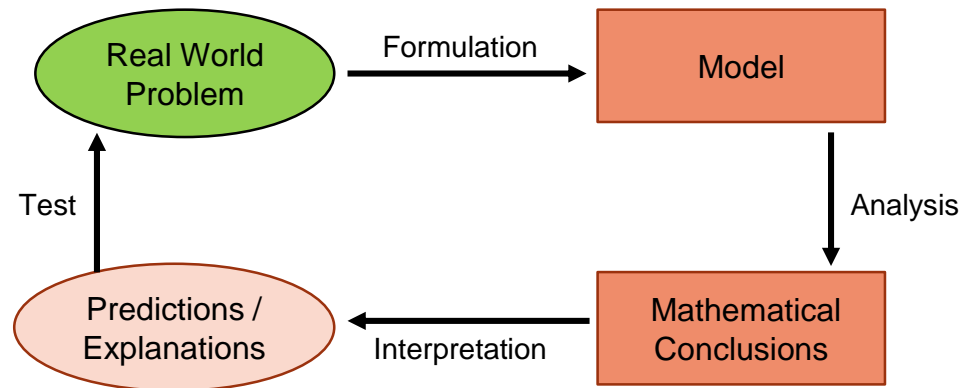 Real World
Problem
Formulation
Model
Test
Analysis
Predictions /
Explanations
Interpretation
Mathematical
Conclusions